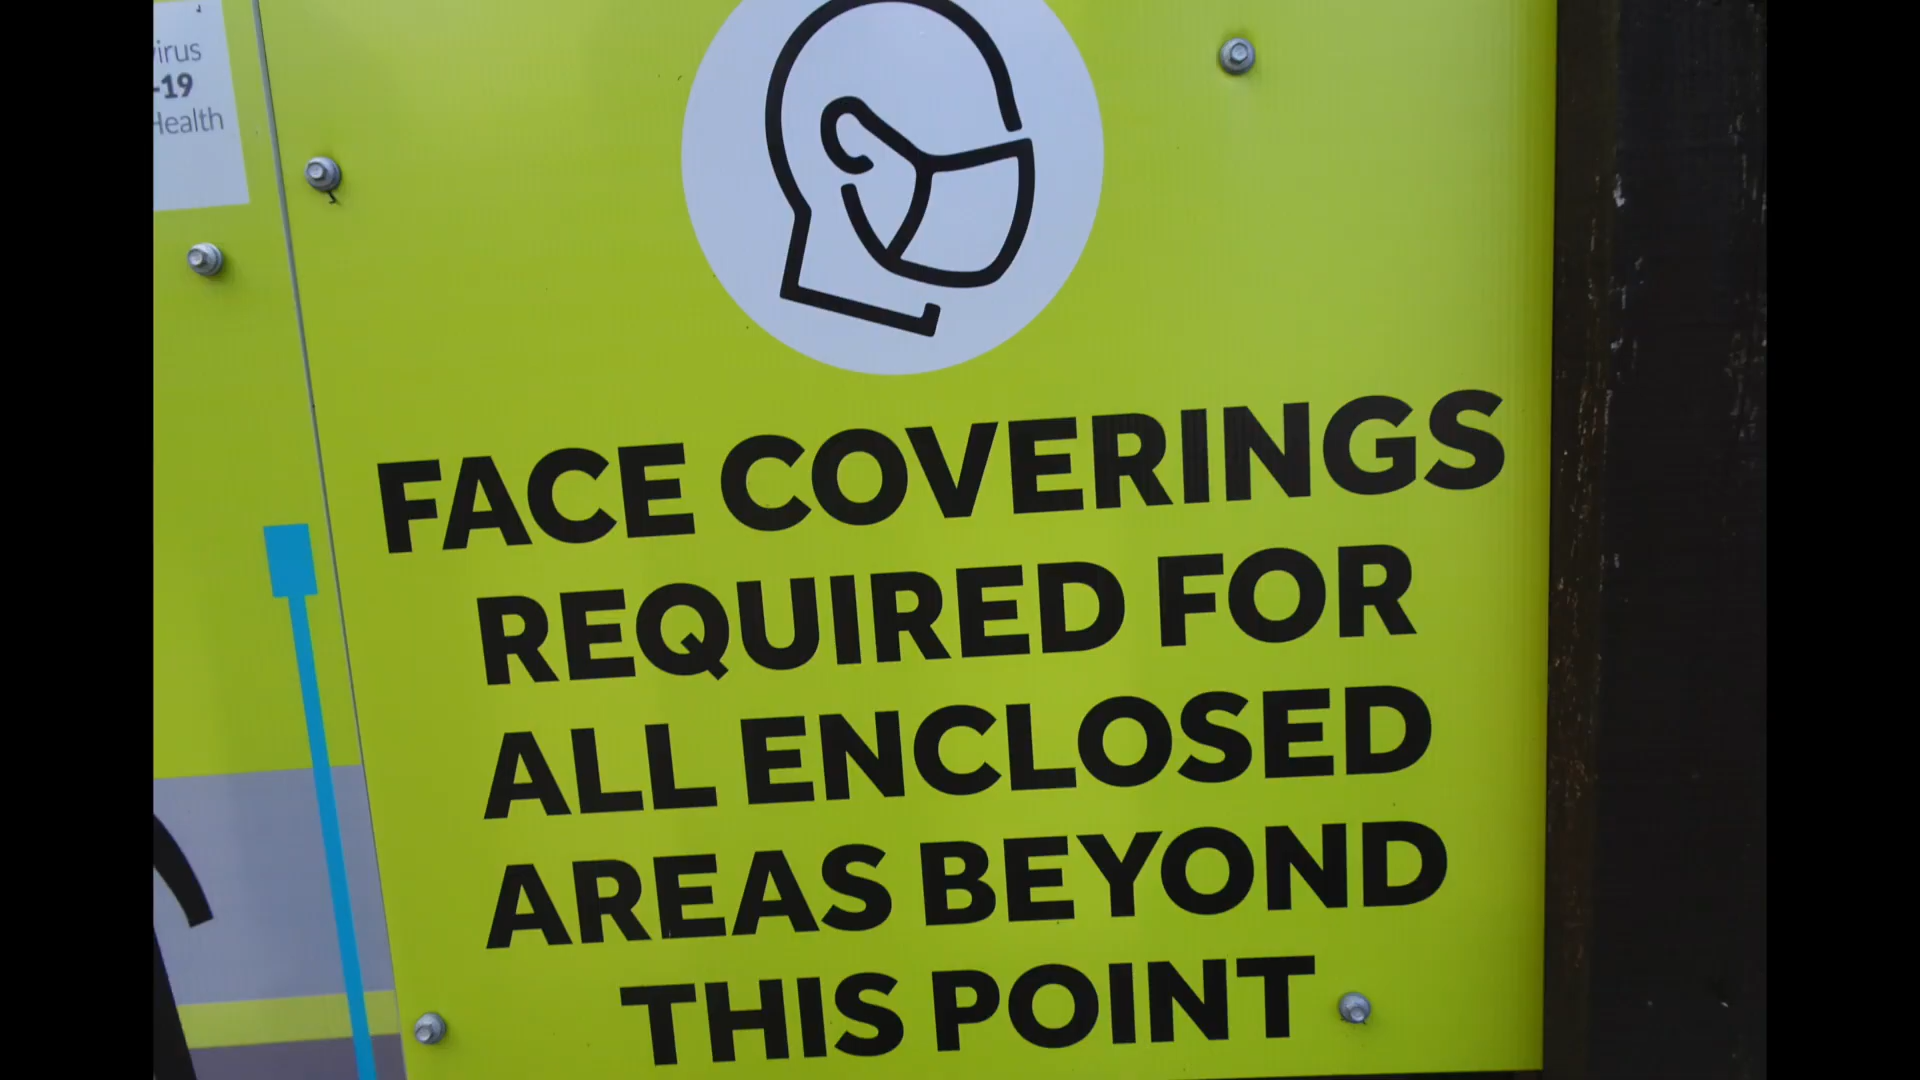 irus
-19
Health
FACE COVERINGS
REQUIRED FOR
ALL ENCLOSED
AREAS BEYOND
THIS POINT